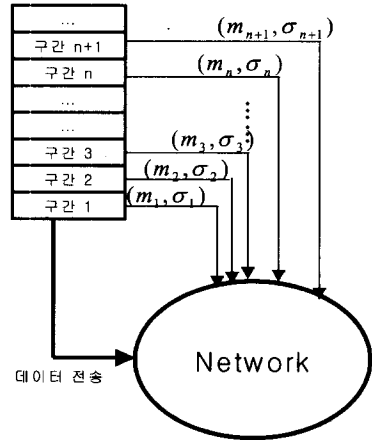 ...
구간 n+1
구간 n
...
...
구간 3
구간 2
구간 1
(m_{n+1}, σ_{n+1})
(m_n, σ_n)
(m_3, σ_3)
(m_2, σ_2)
(m_1, σ_1)
Network
데이터 전송